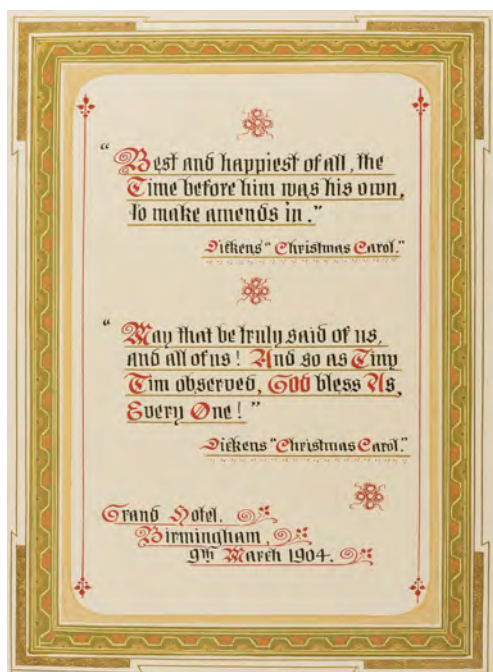 “Best and happiest of all, the
Time before him was his own,
to make amends in.”
Dickens “Christmas Carol.”
“May that be truly said of us,
and all of us! And so as Tiny
Tim observed, GOD bless Us,
Every One!”
Dickens “Christmas Carol.”
Grand Hotel.
Birmingham,
9th March 1904.